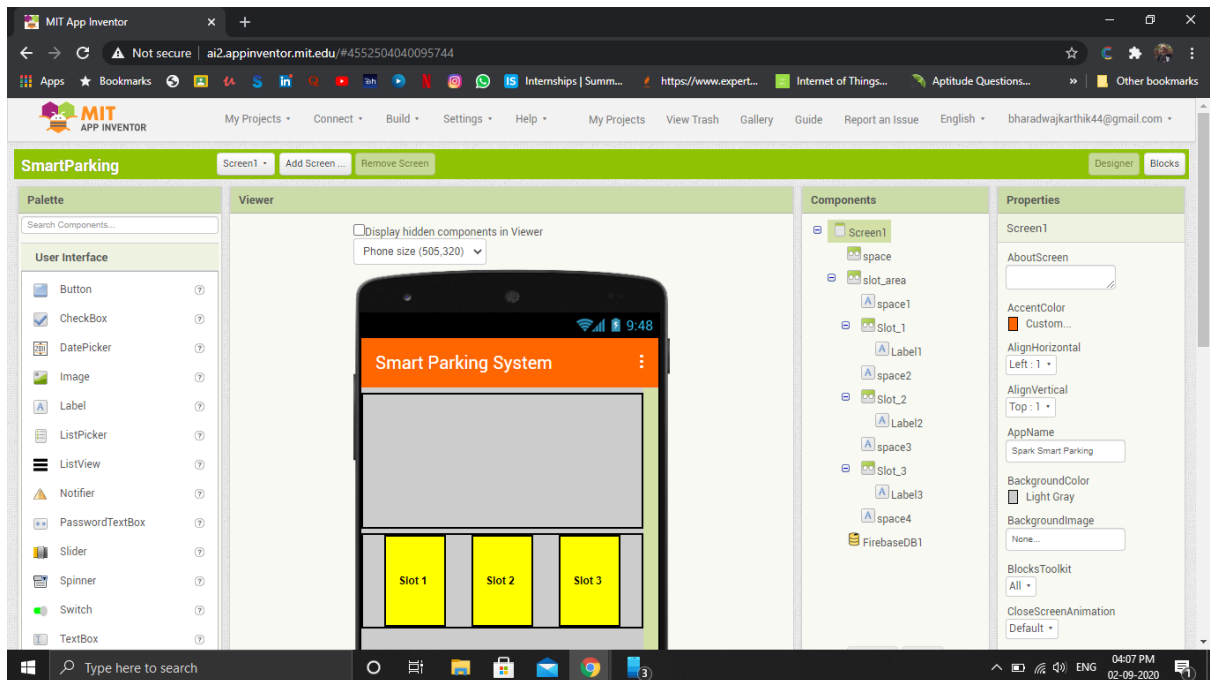 MIT App Inventor
Not secure | ai2.appinventor.mit.edu/#4552504040095744
Apps Bookmarks Internships | Summ... https://www.expert... Internet of Things... Aptitude Questions... » Other bookmarks
MIT
APP INVENTOR
My Projects Connect Build Settings Help My Projects View Trash Gallery Guide Report an Issue English bharadwajkarthik44@gmail.com
SmartParking Screen1 Add Screen ... Remove Screen Designer Blocks
Palette
Search Components...
User Interface
Button
CheckBox
DatePicker
Image
Label
ListPicker
ListView
Notifier
PasswordTextBox
Slider
Spinner
Switch
TextBox
Viewer
Display hidden components in Viewer
Phone size (505,320)
9:48
Smart Parking System
Slot 1 Slot 2 Slot 3
Components
Screen1
space
slot_area
space1
Slot_1
Label1
space2
Slot_2
Label2
space3
Slot_3
Label3
space4
FirebaseDB1
Properties
Screen1
AboutScreen
AccentColor
Custom...
AlignHorizontal
Left : 1
AlignVertical
Top : 1
AppName
Spark Smart Parking
BackgroundColor
Light Gray
BackgroundImage
None...
BlocksToolkit
All
CloseScreenAnimation
Default
Type here to search
ENG
04:07 PM
02-09-2020